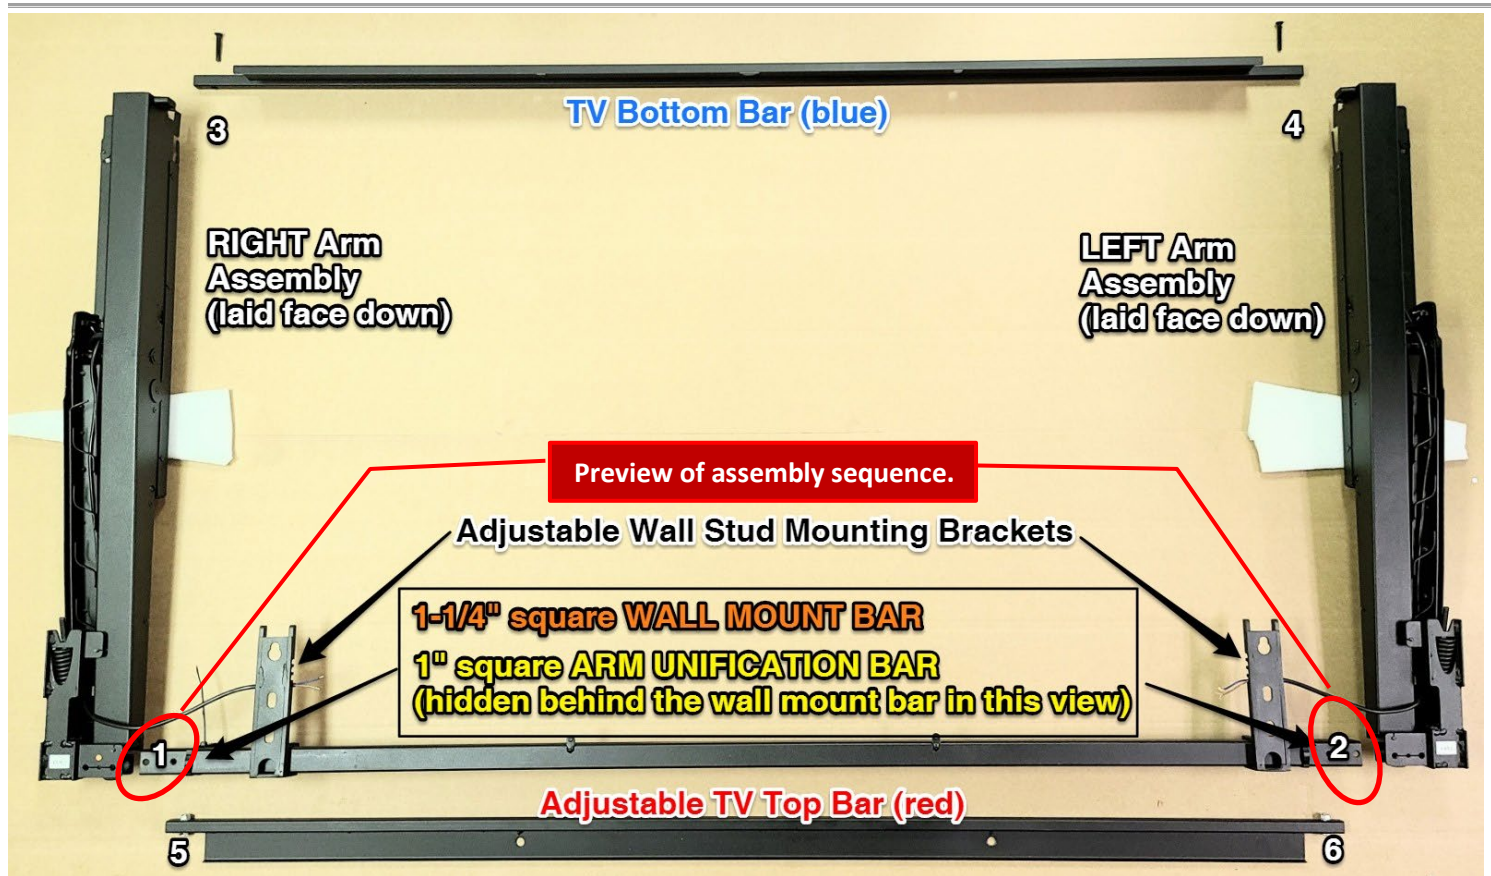 TV Bottom Bar (blue)
3
4
RIGHT Arm
Assembly
(laid face down)
LEFT Arm
Assembly
(laid face down)
Preview of assembly sequence.
Adjustable Wall Stud Mounting Brackets
1-1/4" square WALL MOUNT BAR
1" square ARM UNIFICATION BAR
(hidden behind the wall mount bar in this view)
1
2
Adjustable TV Top Bar (red)
5
6